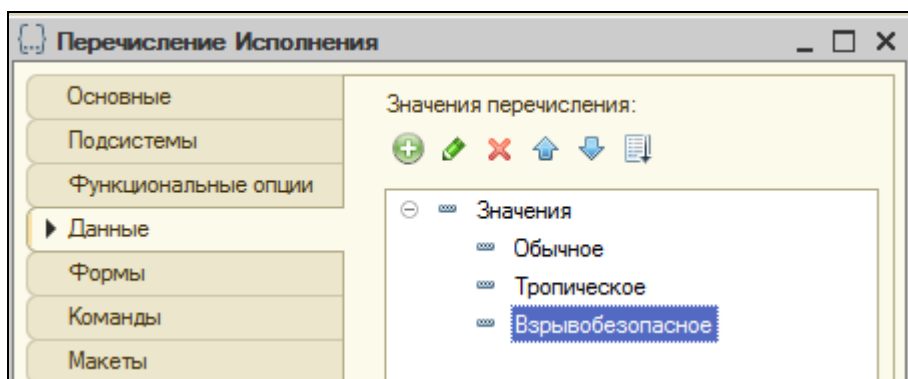 Перечисление Исполнения
Основные
Подсистемы
Функциональные опции
Данные
Формы
Команды
Макеты
Значения перечисления:
Значения
Обычное
Тропическое
Взрывобезопасное